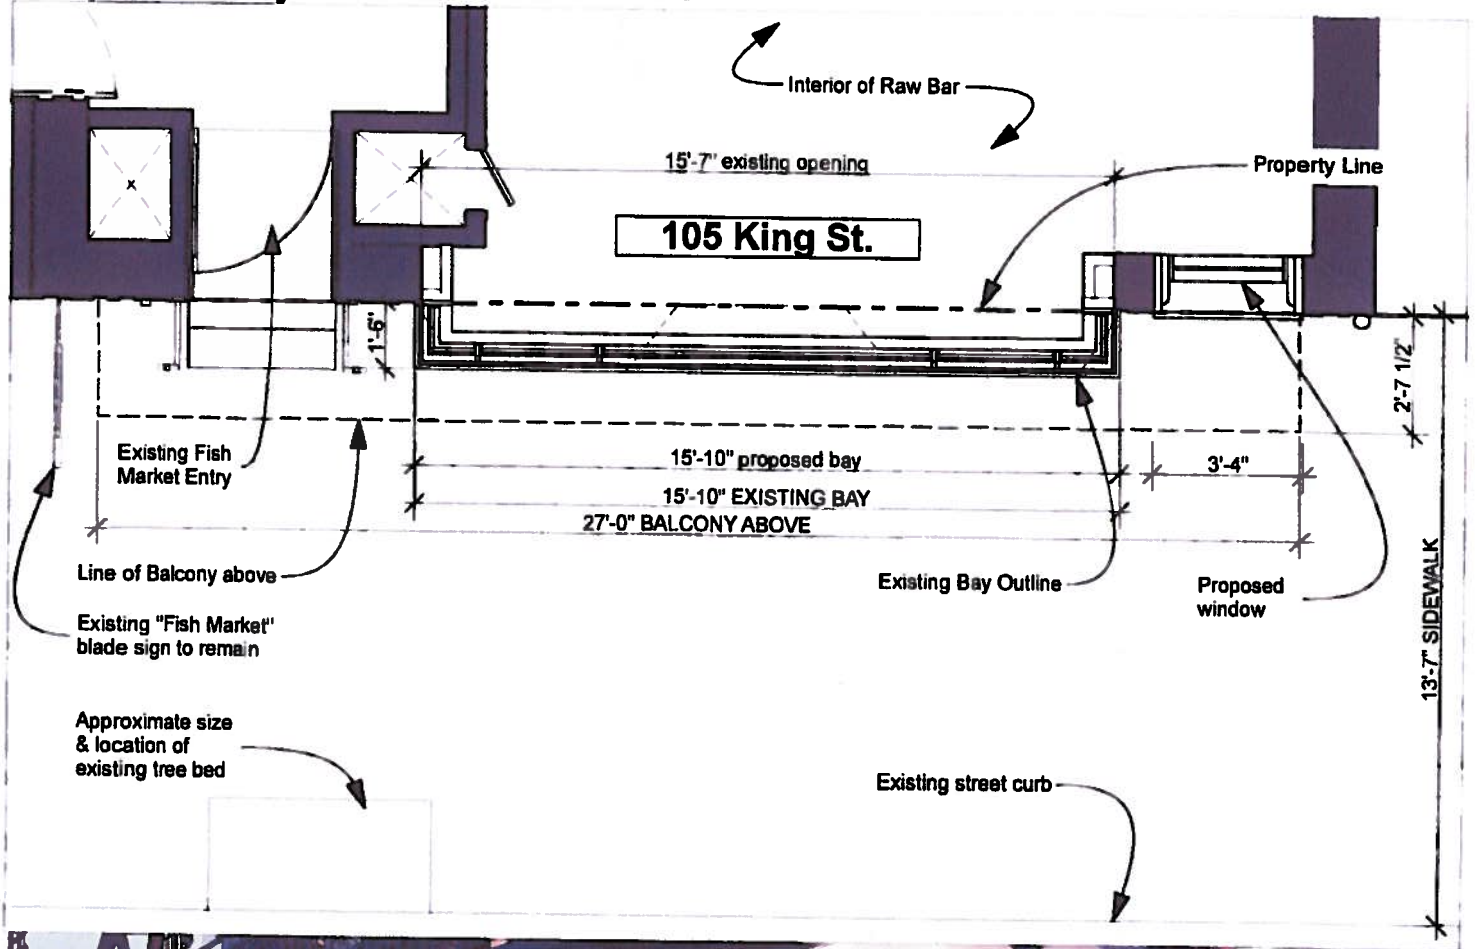 Interior of Raw Bar
15'-7" existing opening
Property Line
105 King St.
1'-6"
2'-7 1/2"
Existing Fish
Market Entry
15'-10" proposed bay
3'-4"
15'-10" EXISTING BAY
27'-0" BALCONY ABOVE
Line of Balcony above
Existing Bay Outline
Proposed
window
13'-7" SIDEWALK
Existing "Fish Market"
blade sign to remain
Approximate size
& location of
existing tree bed
Existing street curb